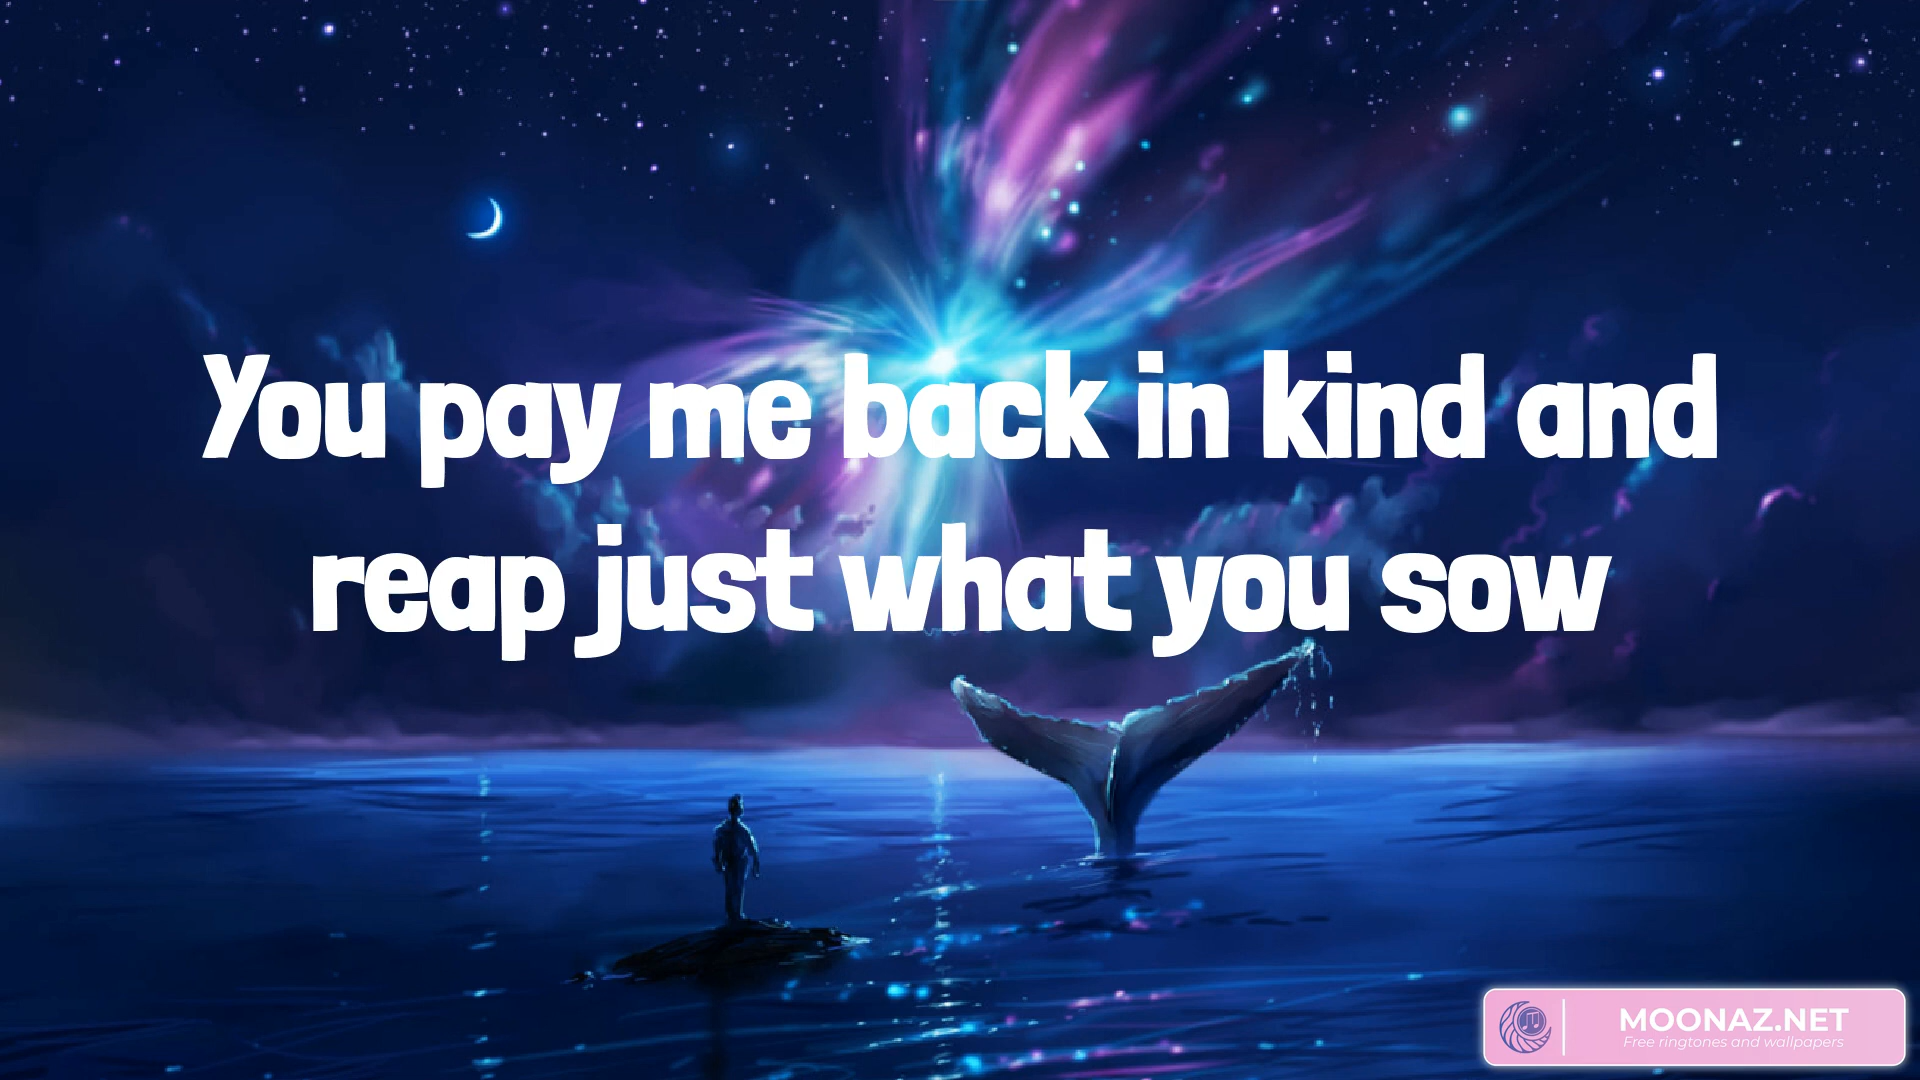 You pay me back in kind and
reap just what you sow
MOONAZ.NET
Free ringtones and wallpapers